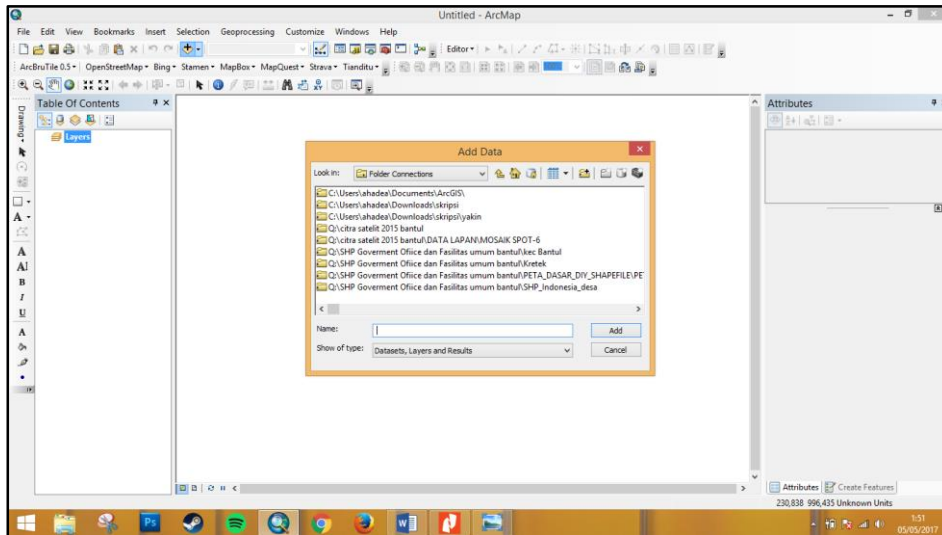 Untitled - ArcMap
File Edit View Bookmarks Insert Selection Geoprocessing Customize Windows Help
Editor
ArcBruTile 0.5 OpenStreetMap Bing Stamen MapBox MapQuest Strava Tianditu
Table Of Contents
Attributes
Drawing
Layers
Add Data
Look in: Folder Connections
C:\Users\ahadea\Documents\ArcGIS\
C:\Users\ahadea\Downloads\skripsi
C:\Users\ahadea\Downloads\skripsi\yakin
Q:\citra satelit 2015 bantul
Q:\citra satelit 2015 bantul\DATA LAPAN\MOSAIK SPOT-6
Q:\SHP Goverment Ofiice dan Fasilitas umum bantul\kec Bantul
Q:\SHP Goverment Ofiice dan Fasilitas umum bantul\Kretek
Q:\SHP Goverment Ofiice dan Fasilitas umum bantul\PETA_DASAR_DIY_SHAPEFILE\PE
Q:\SHP Goverment Ofiice dan Fasilitas umum bantul\SHP_Indonesia_desa
Name:
Add
Show of type: Datasets, Layers and Results
Cancel
A
A
AI
B
I
U
A
Attributes Create Features
230,838 996,435 Unknown Units
Ps
1:51
05/05/2017